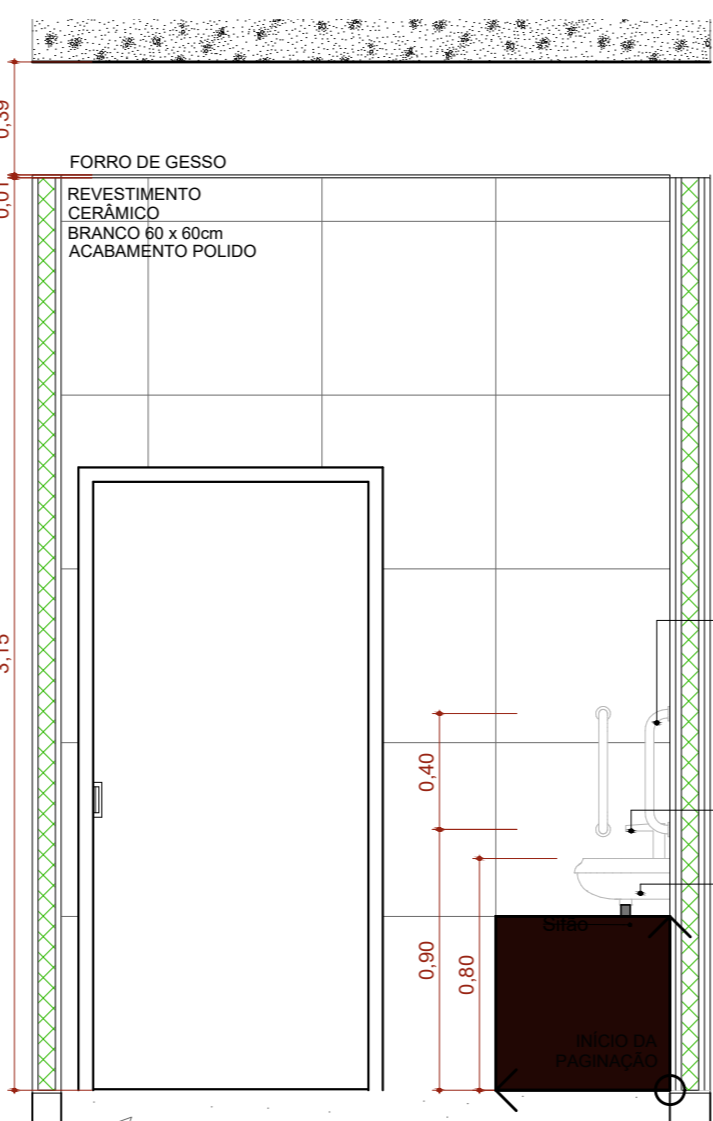 0,39
FORRO DE GESSO
0,01
REVESTIMENTO
CERÂMICO
BRANCO 60 x 60cm
ACABAMENTO POLIDO
3,15
0,40
0,90
0,80
Sifão
INÍCIO DA
PAGINAÇÃO